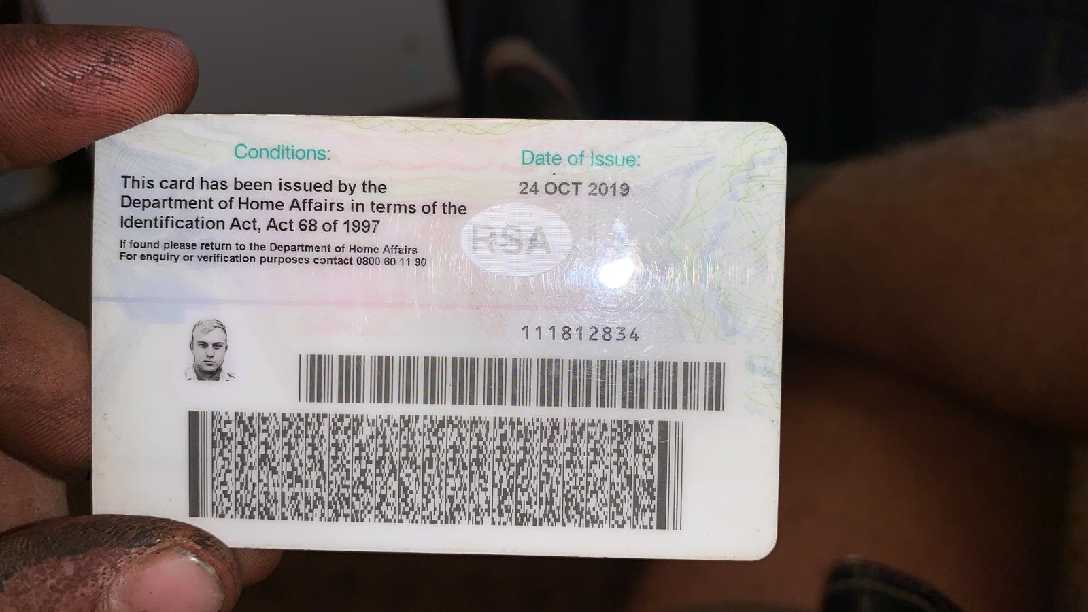 Conditions:
This card has been issued by the
Department of Home Affairs in terms of the
Identification Act, Act 68 of 1997
If found please return to the Department of Home Affairs
For enquiry or verification purposes contact 0800 60 11 90
Date of Issue:
24 OCT 2019
RSA
111812834